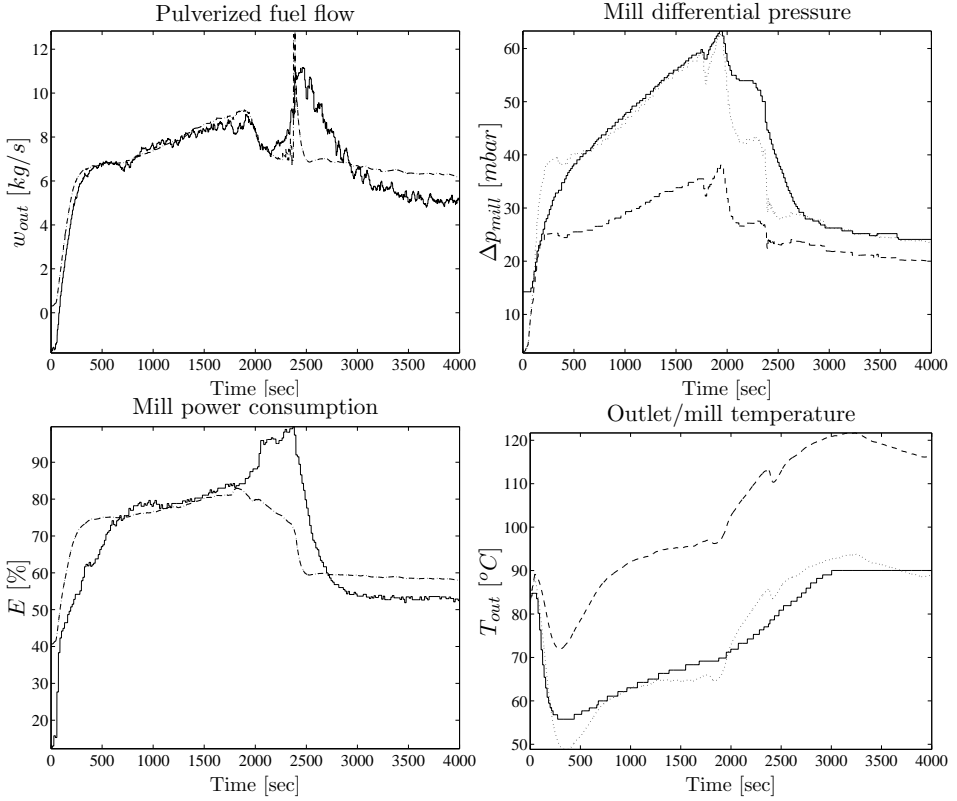 Pulverized fuel flow
w_out [kg/s]
12
10
8
6
4
2
0
0 500 1000 1500 2000 2500 3000 3500 4000
Time [sec]
Mill differential pressure
Δp_mill [mbar]
60
50
40
30
20
10
0 500 1000 1500 2000 2500 3000 3500 4000
Time [sec]
Mill power consumption
E [%]
90
80
70
60
50
40
30
20
0 500 1000 1500 2000 2500 3000 3500 4000
Time [sec]
Outlet/mill temperature
T_out [°C]
120
110
100
90
80
70
60
50
0 500 1000 1500 2000 2500 3000 3500 4000
Time [sec]